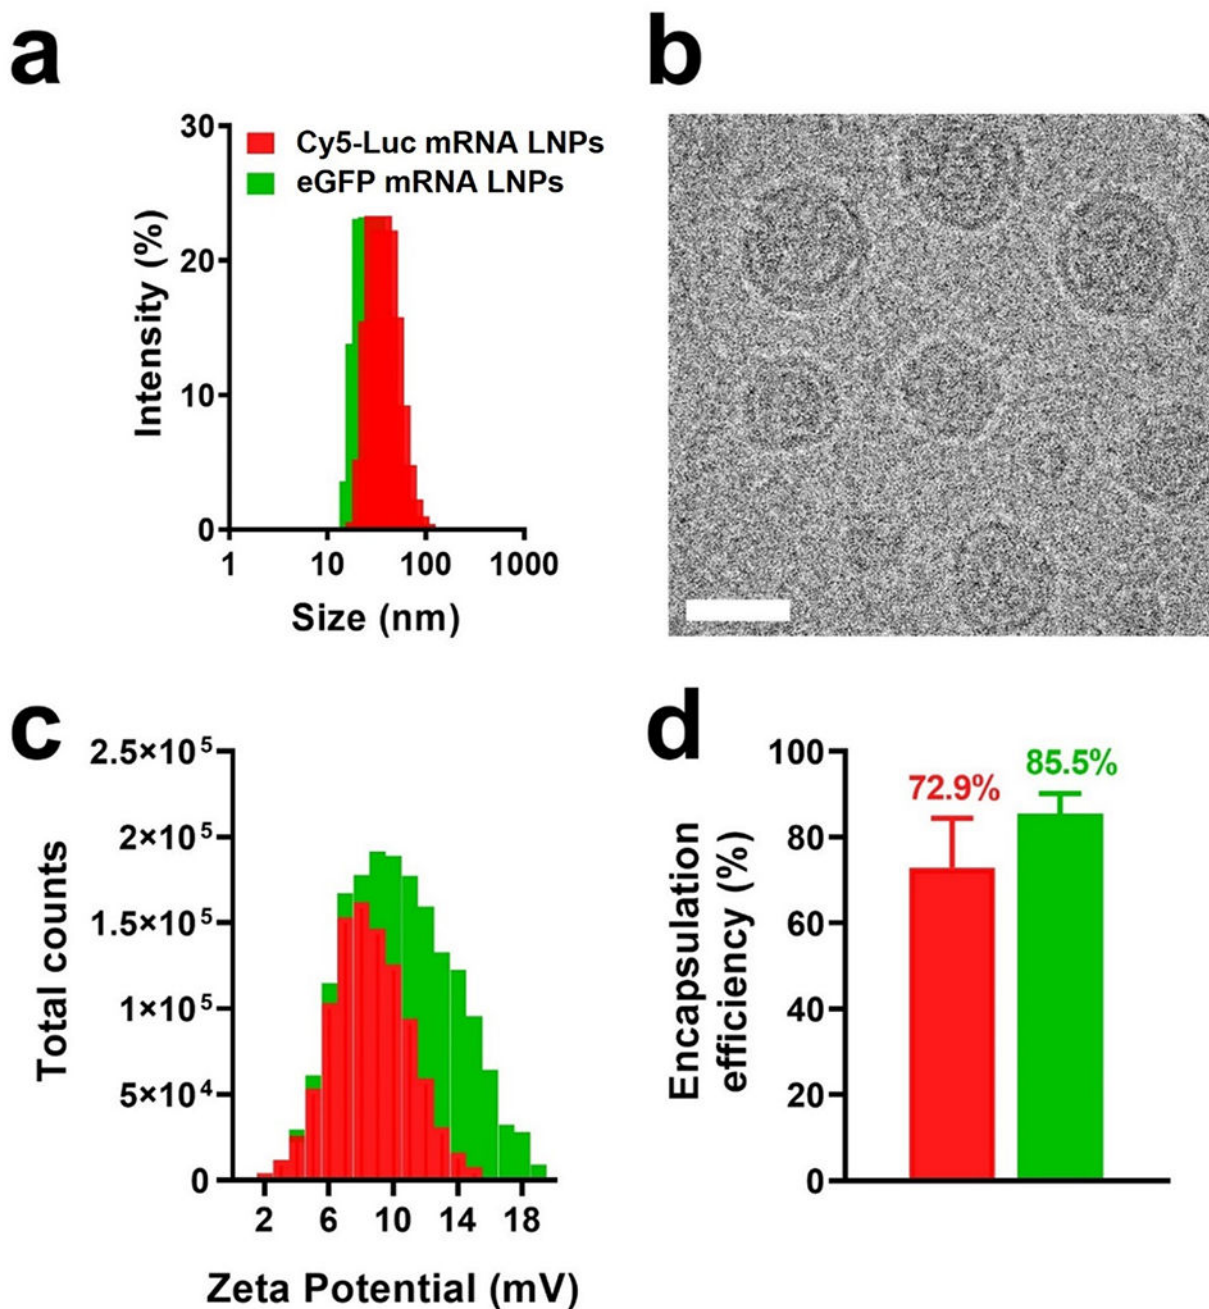 a
30
20
10
0
Intensity (%)
Cy5-Luc mRNA LNPs
eGFP mRNA LNPs
1 10 100 1000
Size (nm)
b
c
2.5×10⁵
2×10⁵
1.5×10⁵
1×10⁵
5×10⁴
0
Total counts
2 6 10 14 18
Zeta Potential (mV)
d
100
80
60
40
20
0
Encapsulation
efficiency (%)
72.9%
85.5%